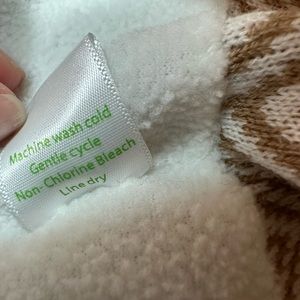 Machine wash cold
Gentle cycle
Non-Chlorine Bleach
Line dry